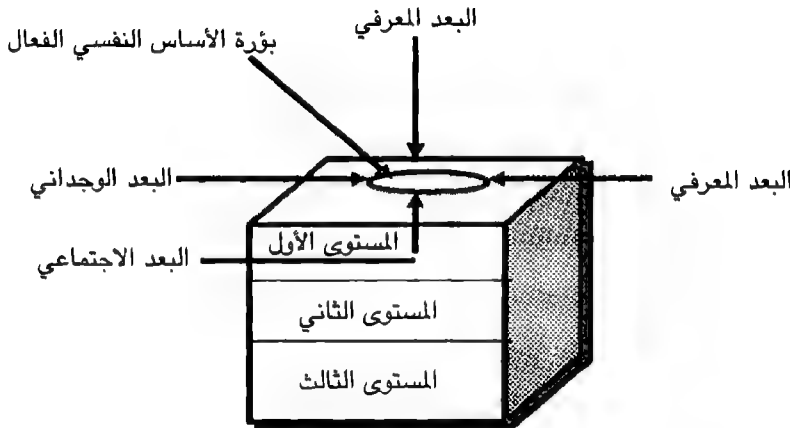 البعد المعرفي
بؤرة الأساس النفسي الفعال
البعد المعرفي
البعد الوجداني
المستوى الأول
البعد الاجتماعي
المستوى الثاني
المستوى الثالث